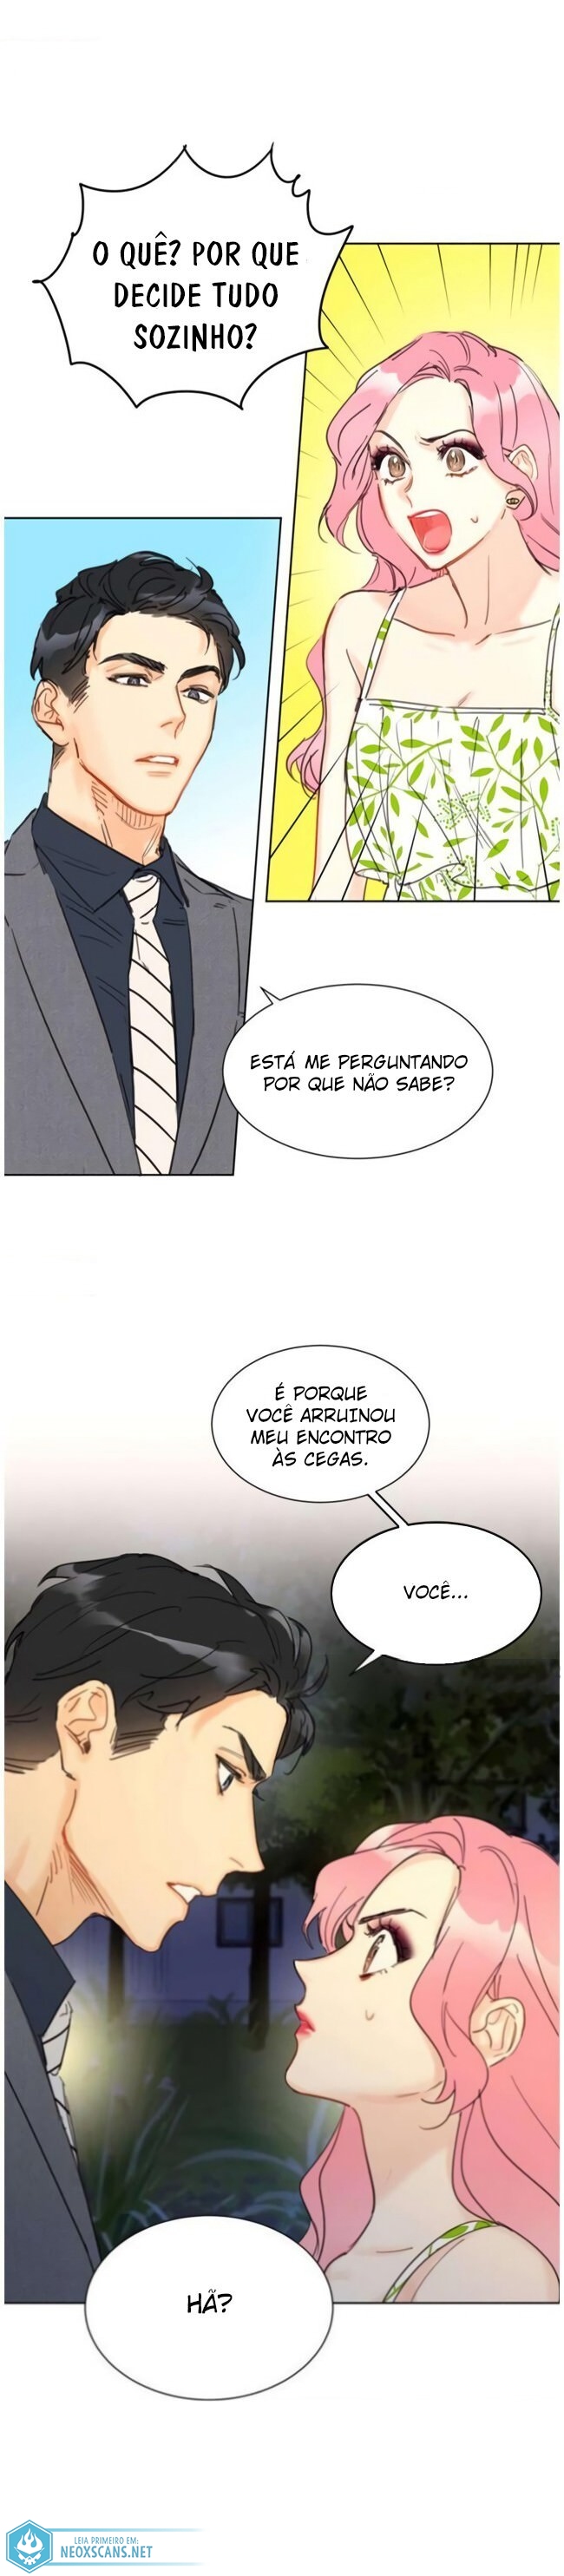 O QUÊ? POR QUE
DECIDE TUDO
SOZINHO?
ESTÁ ME PERGUNTANDO
POR QUE NÃO SABE?
É PORQUE
VOCÊ ARRUINOU
MEU ENCONTRO
ÀS CEGAS.
VOCÊ...
HÃ?
LEIA PRIMEIRO EM:
NEOXSCANS.NET